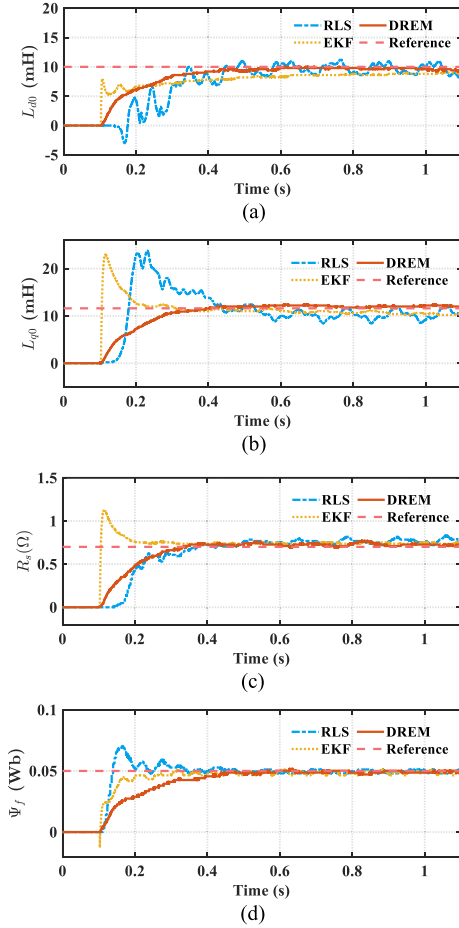 20
15
10
5
0
-5
L_{d0} (mH)
RLS DREM
EKF Reference
0 0.2 0.4 0.6 0.8 1
Time (s)
(a)
20
10
0
L_{q0} (mH)
RLS DREM
EKF Reference
0 0.2 0.4 0.6 0.8 1
Time (s)
(b)
1.5
1
0.5
0
R_s(Ω)
RLS DREM
EKF Reference
0 0.2 0.4 0.6 0.8 1
Time (s)
(c)
0.1
0.05
0
Ψ_f (Wb)
RLS DREM
EKF Reference
0 0.2 0.4 0.6 0.8 1
Time (s)
(d)